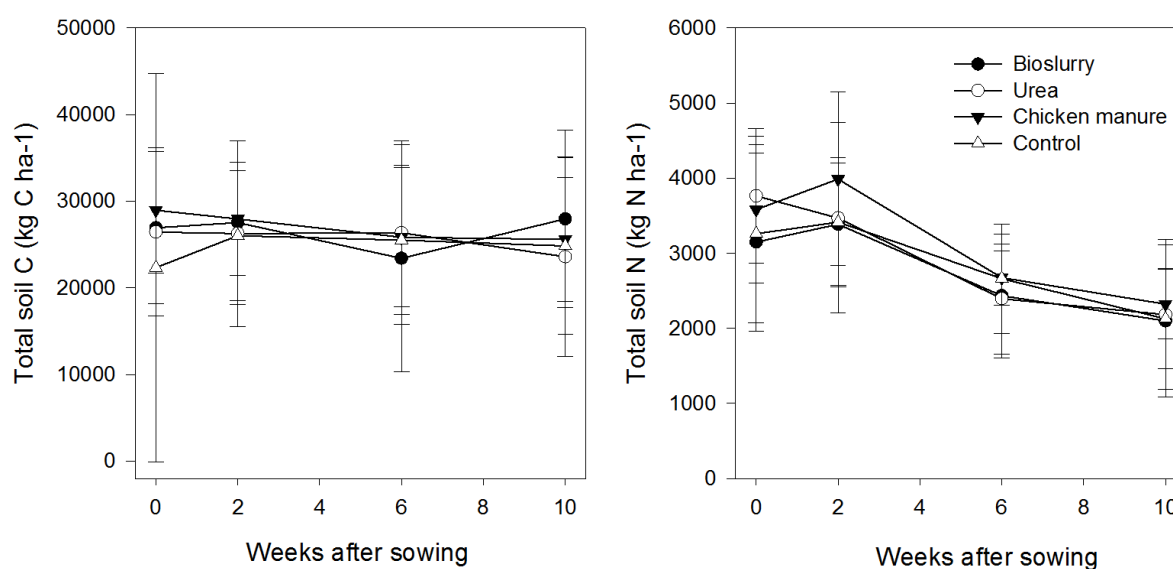 50000
40000
30000
20000
10000
0
Total soil C (kg C ha-1)
0 2 4 6 8 10
Weeks after sowing
6000
5000
4000
3000
2000
1000
0
Total soil N (kg N ha-1)
Bioslurry
Urea
Chicken manure
Control
0 2 4 6 8 10
Weeks after sowing